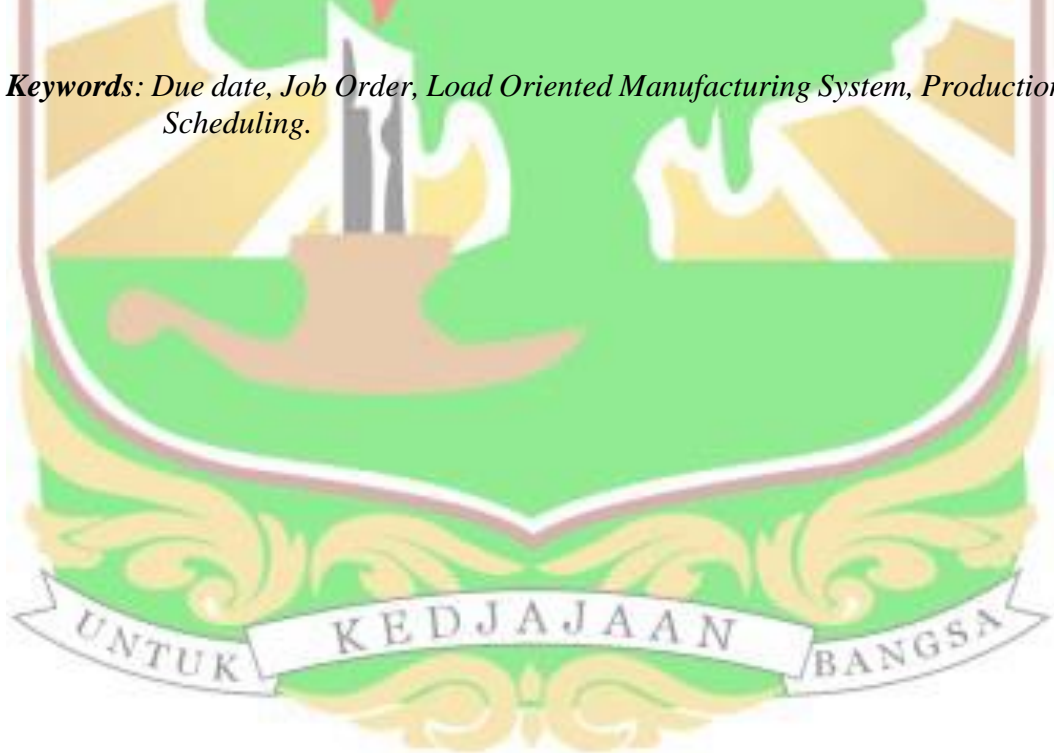 Keywords: Due date, Job Order, Load Oriented Manufacturing System, Production
Scheduling.
UNTUK KEDJAJAAN BANGSA